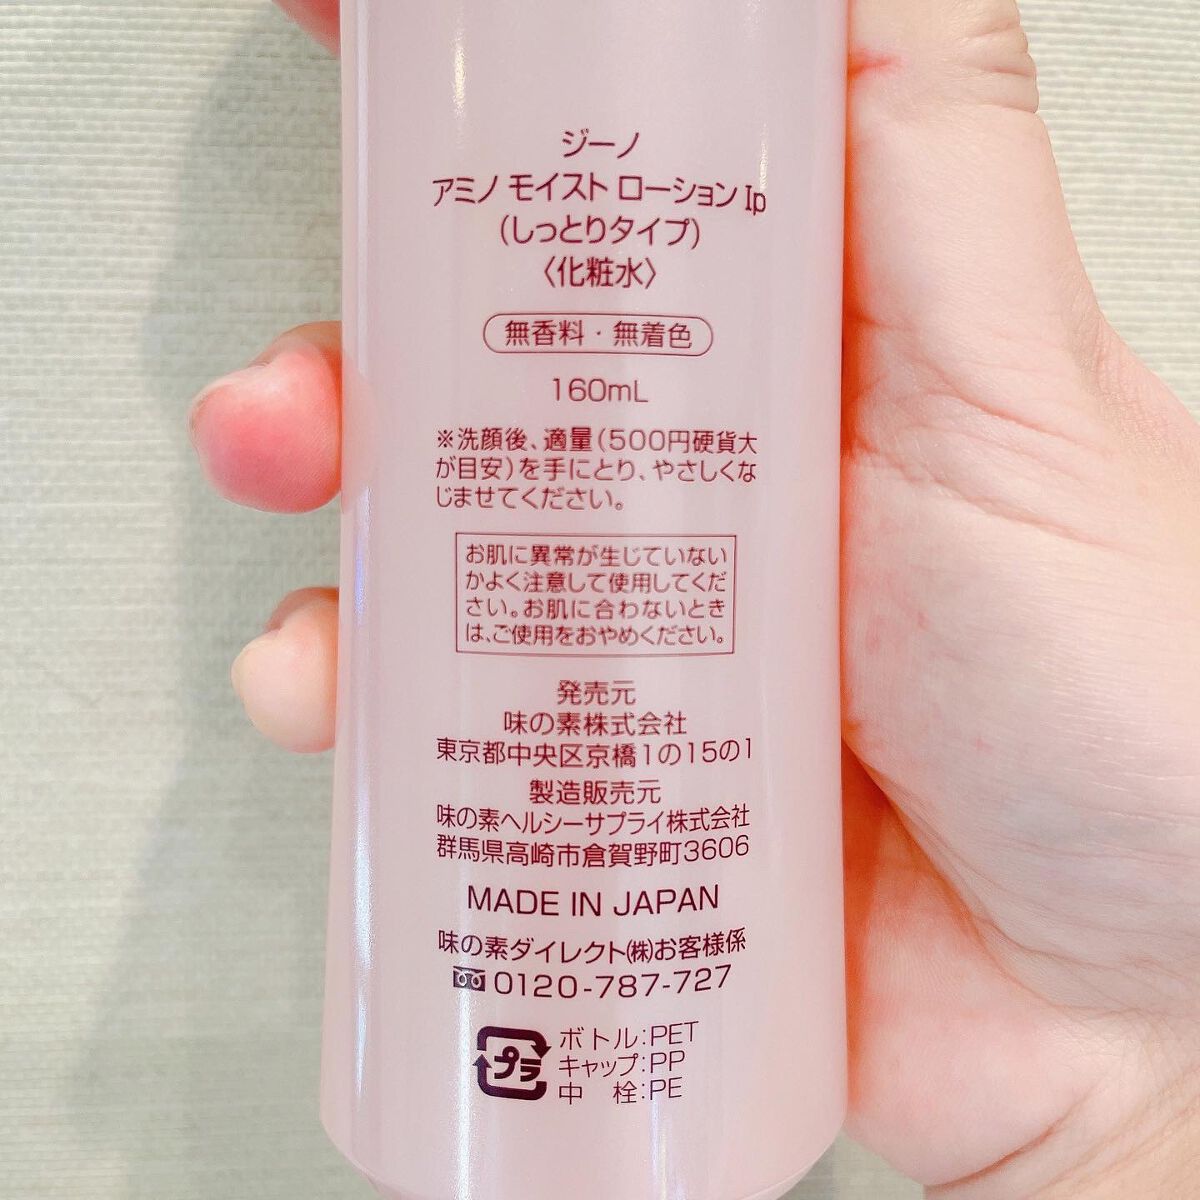 ジーノ
アミノ モイスト ローション Ip
(しっとりタイプ)
〈化粧水〉
無香料・無着色
160mL
※洗顔後、適量(500円硬貨大
が目安)を手にとり、やさしくな
じませてください。
お肌に異常が生じていない
かよく注意して使用してくだ
さい。お肌に合わないとき
は、ご使用をおやめください。
発売元
味の素株式会社
東京都中央区京橋1の15の1
製造販売元
味の素ヘルシーサプライ株式会社
群馬県高崎市倉賀野町3606
MADE IN JAPAN
味の素ダイレクト(株)お客様係
0120-787-727
プラ
ボトル:PET
キャップ:PP
中　栓:PE